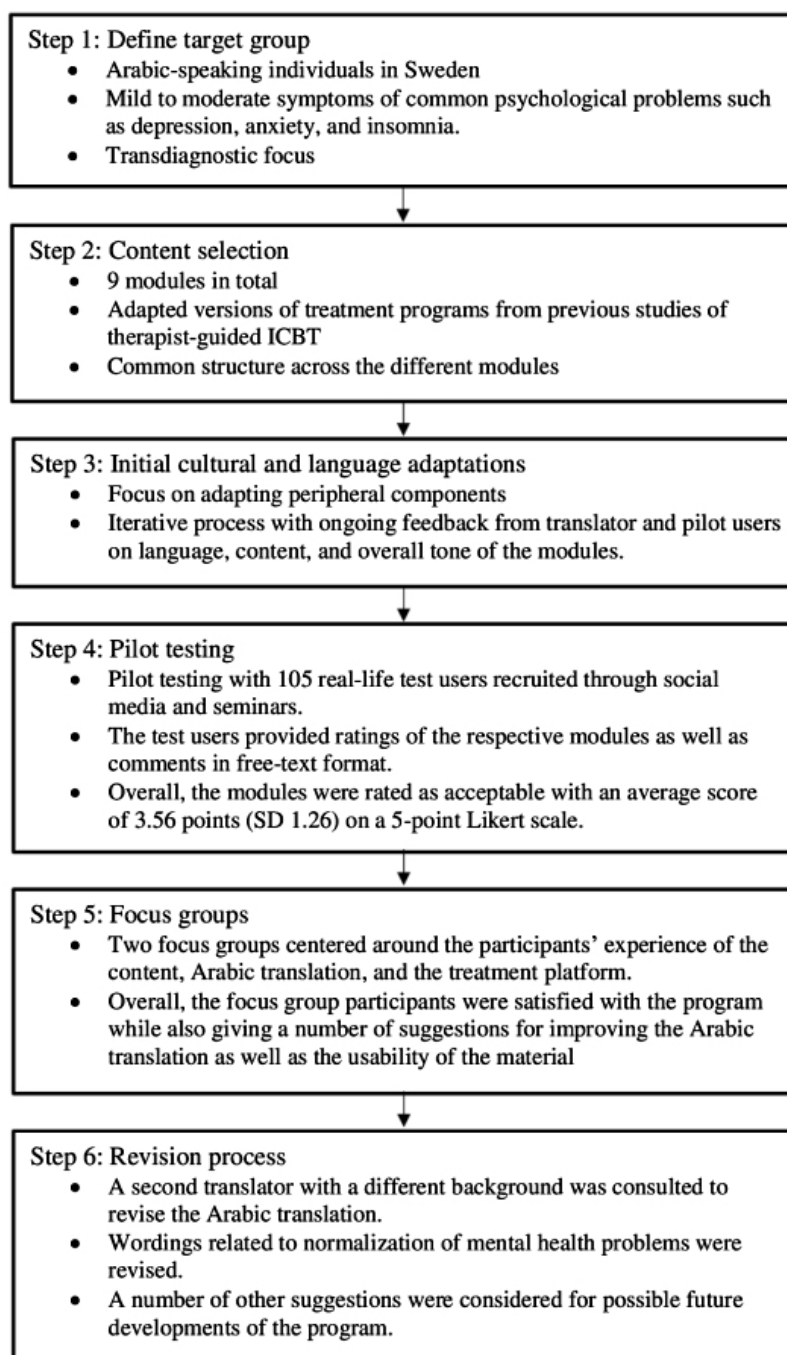 Step 1: Define target group
• Arabic-speaking individuals in Sweden
• Mild to moderate symptoms of common psychological problems such
as depression, anxiety, and insomnia.
• Transdiagnostic focus
Step 2: Content selection
• 9 modules in total
• Adapted versions of treatment programs from previous studies of
therapist-guided ICBT
• Common structure across the different modules
Step 3: Initial cultural and language adaptations
• Focus on adapting peripheral components
• Iterative process with ongoing feedback from translator and pilot users
on language, content, and overall tone of the modules.
Step 4: Pilot testing
• Pilot testing with 105 real-life test users recruited through social
media and seminars.
• The test users provided ratings of the respective modules as well as
comments in free-text format.
• Overall, the modules were rated as acceptable with an average score
of 3.56 points (SD 1.26) on a 5-point Likert scale.
Step 5: Focus groups
• Two focus groups centered around the participants’ experience of the
content, Arabic translation, and the treatment platform.
• Overall, the focus group participants were satisfied with the program
while also giving a number of suggestions for improving the Arabic
translation as well as the usability of the material
Step 6: Revision process
• A second translator with a different background was consulted to
revise the Arabic translation.
• Wordings related to normalization of mental health problems were
revised.
• A number of other suggestions were considered for possible future
developments of the program.